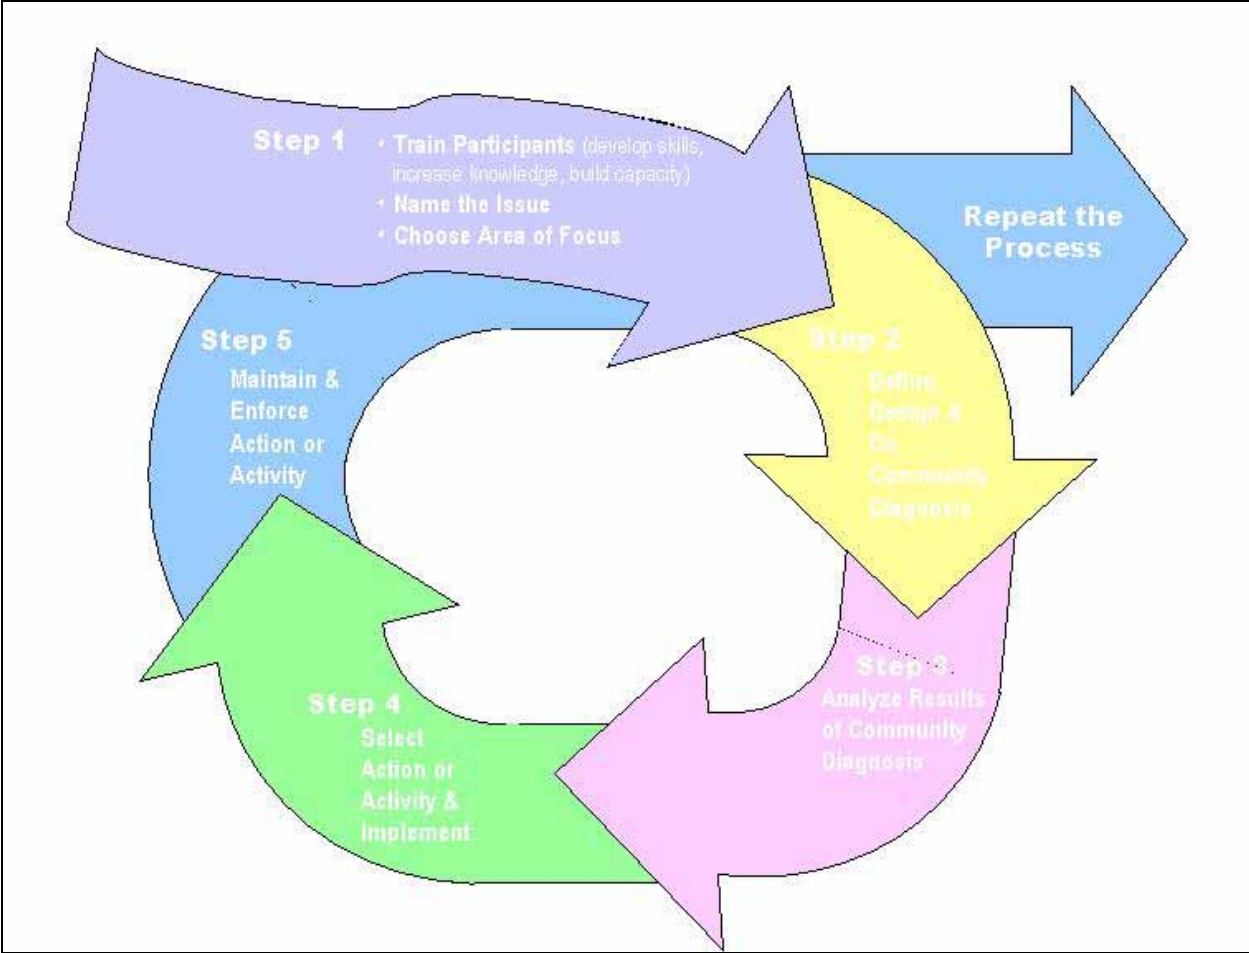 Step 1
• Train Participants (develop skills,
increase knowledge, build capacity)
• Name the Issue
• Choose Area of Focus
Repeat the
Process
Step 2
Define
Design &
Do
Community
Diagnosis
Step 3
Analyze Results
of Community
Diagnosis
Step 4
Select
Action or
Activity &
Implement
Step 5
Maintain &
Enforce
Action or
Activity